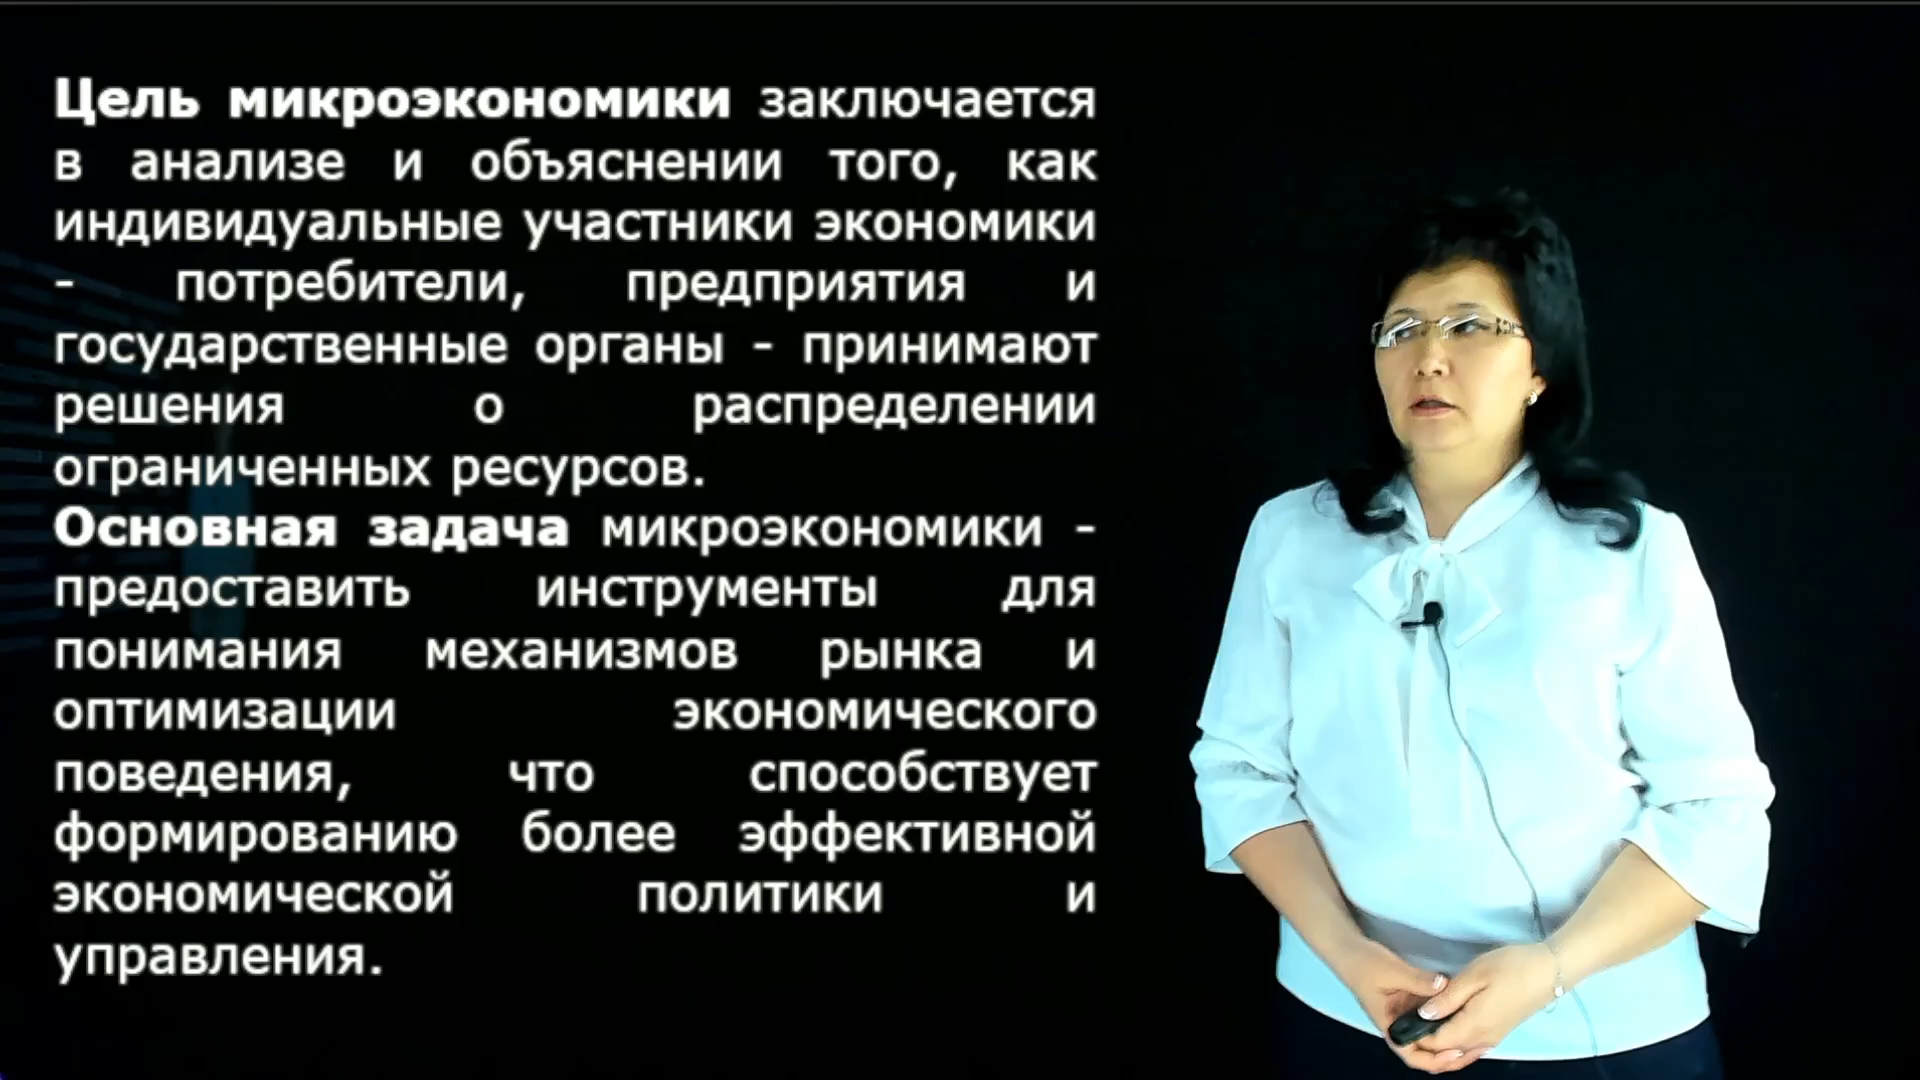 Цель микроэкономики заключается
в анализе и объяснении того, как
индивидуальные участники экономики
- потребители, предприятия и
государственные органы - принимают
решения о распределении
ограниченных ресурсов.
Основная задача микроэкономики -
предоставить инструменты для
понимания механизмов рынка и
оптимизации экономического
поведения, что способствует
формированию более эффективной
экономической политики и
управления.